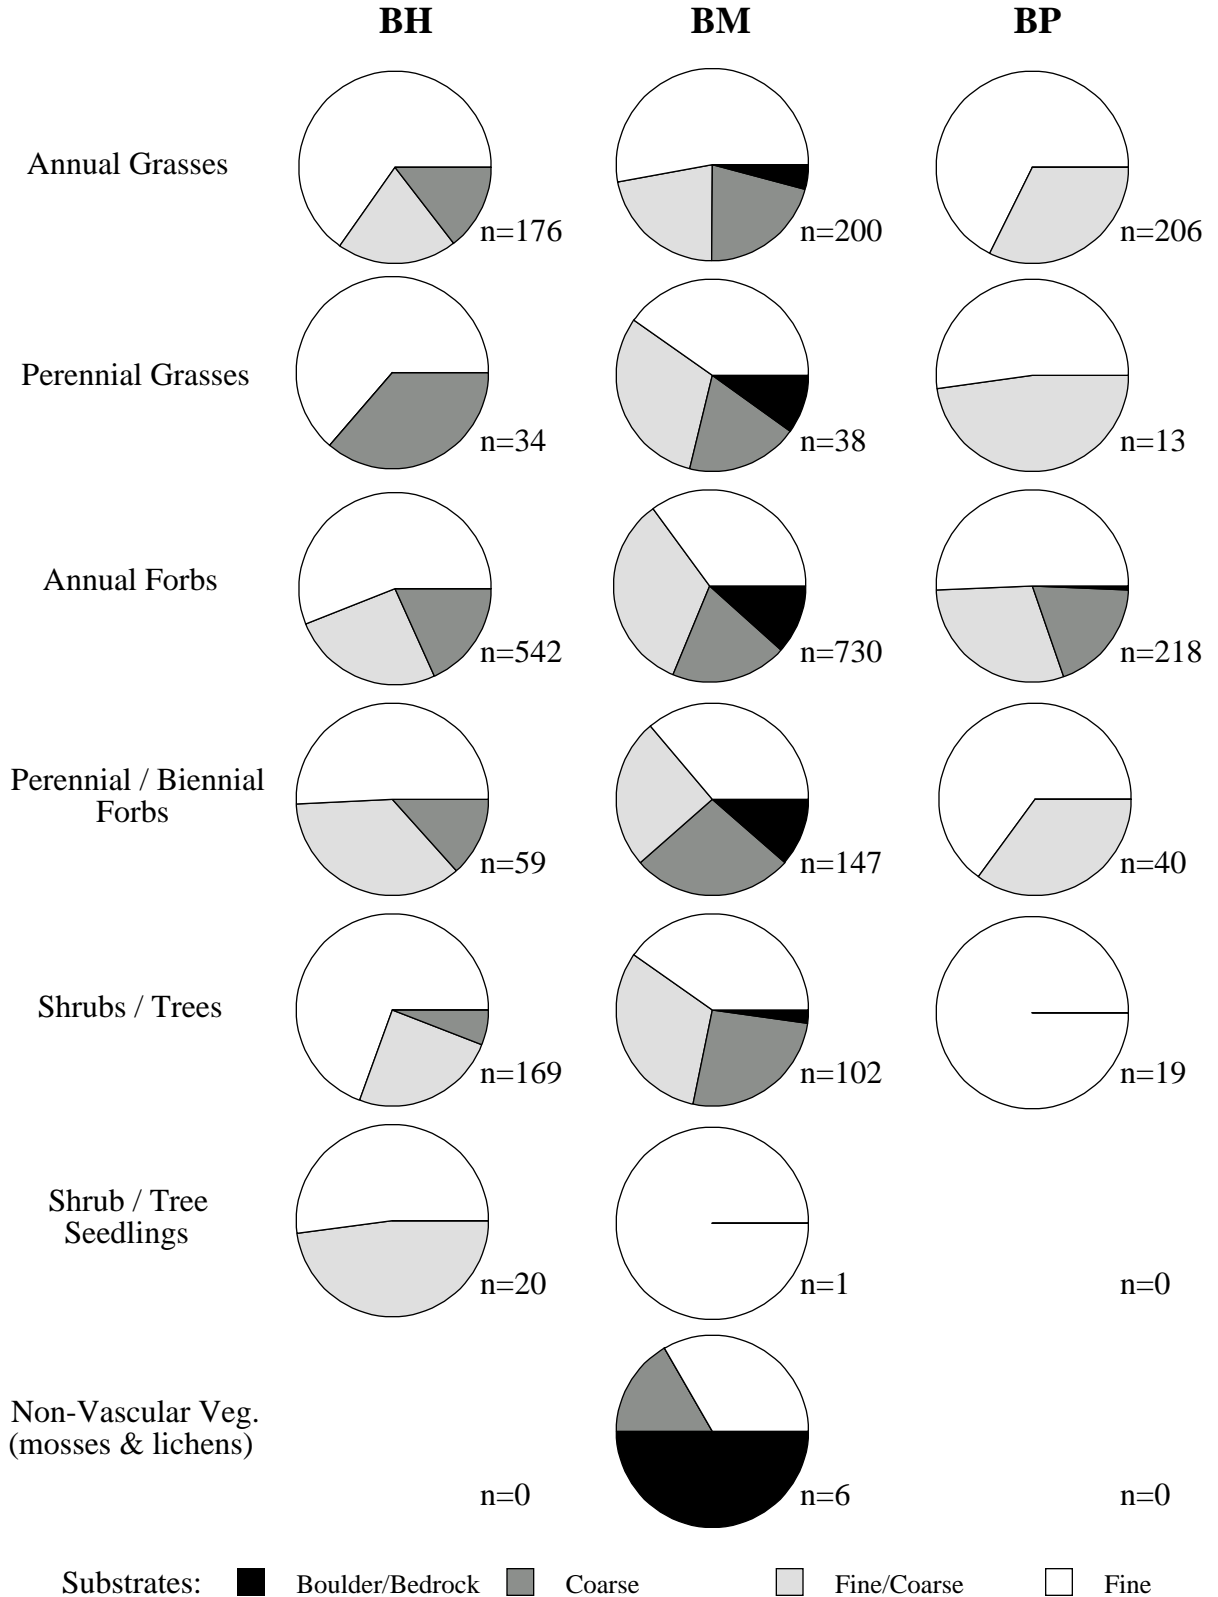 BH BM BP
Annual Grasses
n=176 n=200 n=206
Perennial Grasses
n=34 n=38 n=13
Annual Forbs
n=542 n=730 n=218
Perennial / Biennial
Forbs
n=59 n=147 n=40
Shrubs / Trees
n=169 n=102 n=19
Shrub / Tree
Seedlings
n=20 n=1 n=0
Non-Vascular Veg.
(mosses & lichens)
n=0 n=6 n=0
Substrates: Boulder/Bedrock Coarse Fine/Coarse Fine